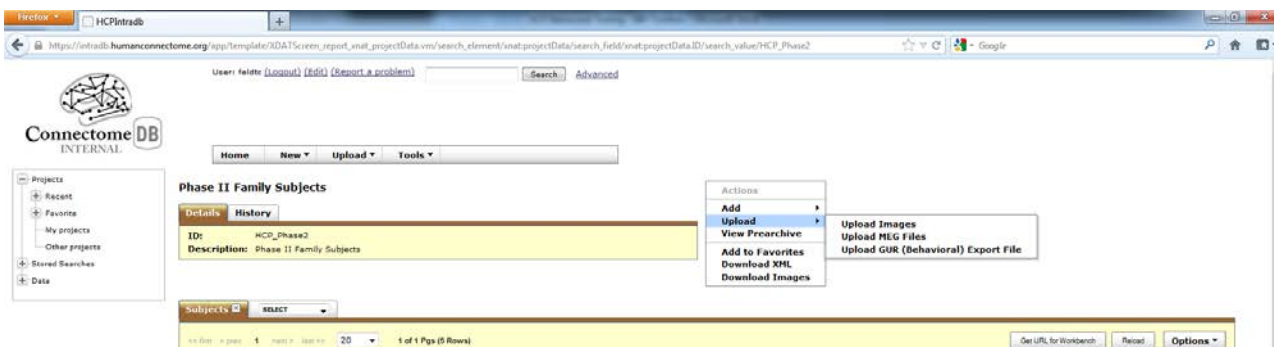 Firefox
HCPIntradb
https://intradb.humanconnectome.org/app/template/XDATScreen_report_xnat_projectData.vm/search_element/xnat:projectData/search_field/xnat:projectData.ID/search_value/HCP_Phase2
Google
User: feldtc (Logout) (Edit) (Report a problem)
Search
Advanced
Connectome DB
INTERNAL
Home New Upload Tools
Projects
Recent
Favorite
My projects
Other projects
Stored Searches
Data
Phase II Family Subjects
Details History
ID: HCP_Phase2
Description: Phase II Family Subjects
Actions
Add
Upload
View Prearchive
Add to Favorites
Download XML
Download Images
Upload Images
Upload MEG Files
Upload GUR (Behavioral) Export File
Subjects SELECT
<< first < prev 1 next > last >> 20 1 of 1 Pgs (5 Rows)
Get URL for Workbench Reload Options